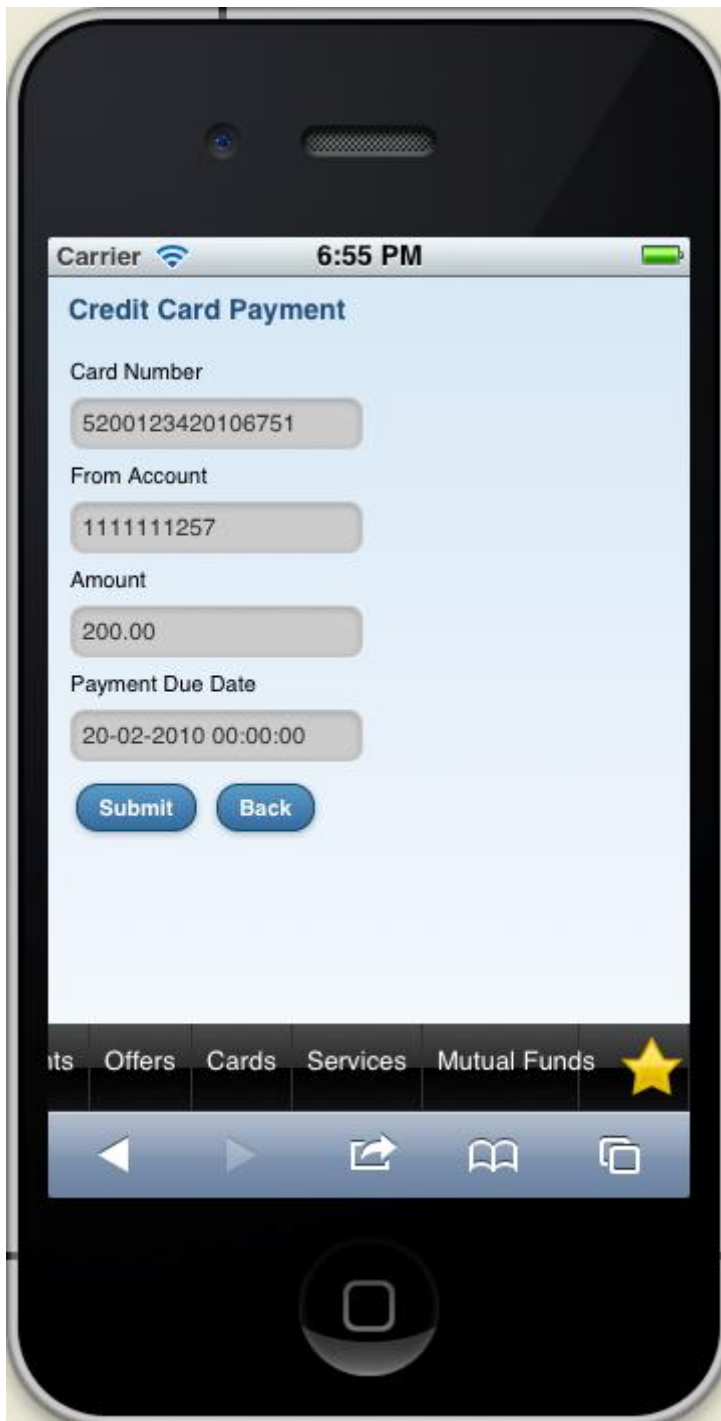 Carrier 6:55 PM
Credit Card Payment
Card Number
5200123420106751
From Account
1111111257
Amount
200.00
Payment Due Date
20-02-2010 00:00:00
Submit Back
nts Offers Cards Services Mutual Funds